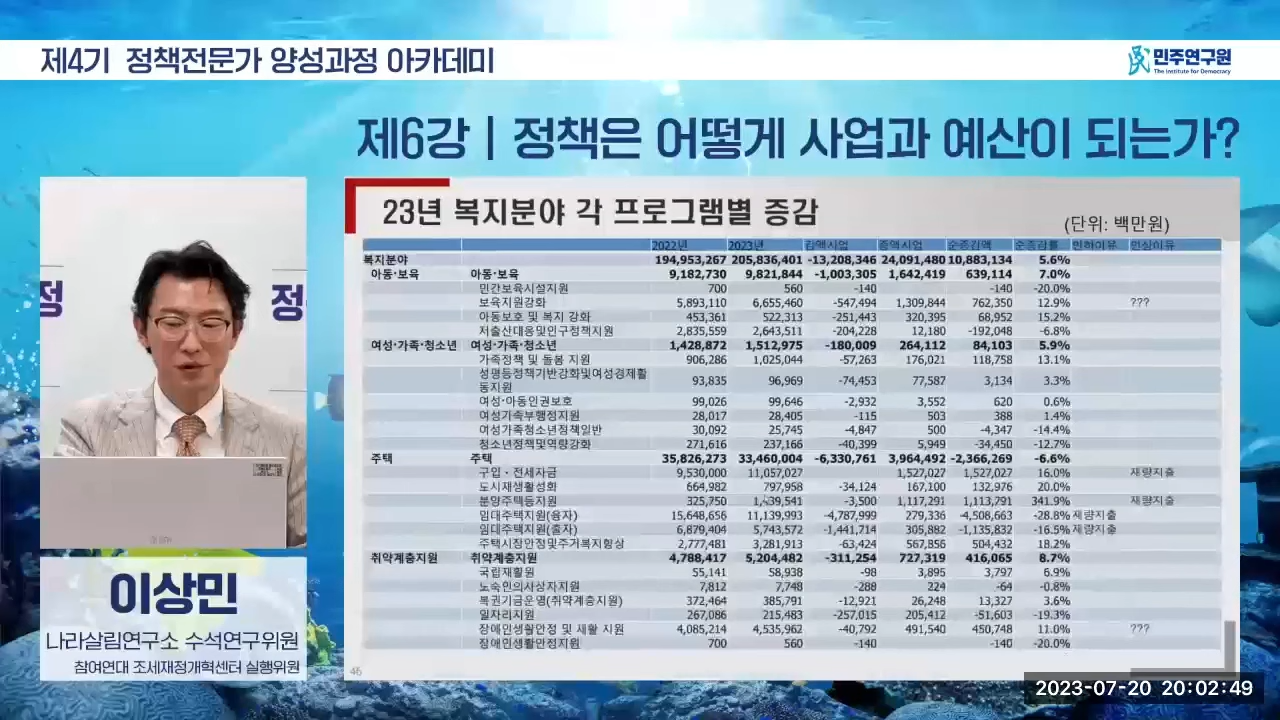 제4기 정책전문가 양성과정 아카데미
민주연구원
The Institute for Democracy
제6강 | 정책은 어떻게 사업과 예산이 되는가?
23년 복지분야 각 프로그램별 증감
(단위: 백만원)
2022년 2023년 감액사업 증액사업 순증감액 순증감률 인하이유 인상이유
복지분야 194,953,267 205,836,401 -13,208,346 24,091,480 10,883,134 5.6%
아동·보육 아동·보육 9,182,730 9,821,844 -1,003,305 1,642,419 639,114 7.0%
민간보육시설지원 700 560 -140 -140 -20.0%
보육지원강화 5,893,110 6,655,460 -547,494 1,309,844 762,350 12.9% ???
아동보호 및 복지 강화 453,361 522,313 -251,443 320,395 68,952 15.2%
저출산대응및인구정책지원 2,835,559 2,643,511 -204,228 12,180 -192,048 -6.8%
여성·가족·청소년 여성·가족·청소년 1,428,872 1,512,975 -180,009 264,112 84,103 5.9%
가족정책 및 돌봄 지원 906,286 1,025,044 -57,263 176,021 118,758 13.1%
성평등정책기반강화및여성경제활
동지원 93,835 96,969 -74,453 77,587 3,134 3.3%
여성·아동인권보호 99,026 99,646 -2,932 3,552 620 0.6%
여성가족부행정지원 28,017 28,405 -115 503 388 1.4%
여성가족청소년정책일반 30,092 25,745 -4,847 500 -4,347 -14.4%
청소년정책및역량강화 271,616 237,166 -40,399 5,949 -34,450 -12.7%
주택 주택 35,826,273 33,460,004 -6,330,761 3,964,492 -2,366,269 -6.6%
구입·전세자금 9,530,000 11,057,027 1,527,027 1,527,027 16.0% 재량지출
도시재생활성화 664,982 797,958 -34,124 167,100 132,976 20.0%
분양주택등지원 325,750 1,439,541 -3,500 1,117,291 1,113,791 341.9% 재량지출
임대주택지원(융자) 15,648,656 11,139,993 -4,787,999 279,336 -4,508,663 -28.8% 재량지출
임대주택지원(출자) 6,879,404 5,743,572 -1,441,714 305,882 -1,135,832 -16.5% 재량지출
주택시장안정및주거복지향상 2,777,481 3,281,913 -63,424 567,856 504,432 18.2%
취약계층지원 취약계층지원 4,788,417 5,204,482 -311,254 727,319 416,065 8.7%
국립재활원 55,141 58,938 -98 3,895 3,797 6.9%
노숙인의사상자지원 7,812 7,748 -288 224 -64 -0.8%
복권기금운영(취약계층지원) 372,464 385,791 -12,921 26,248 13,327 3.6%
일자리지원 267,086 215,483 -257,015 205,412 -51,603 -19.3%
장애인생활안정 및 재활 지원 4,085,214 4,535,962 -40,792 491,540 450,748 11.0% ???
장애인생활안정지원 700 560 -140 -140 -20.0%
46
이상민
나라살림연구소 수석연구위원
참여연대 조세재정개혁센터 실행위원
2023-07-20 20:02:49